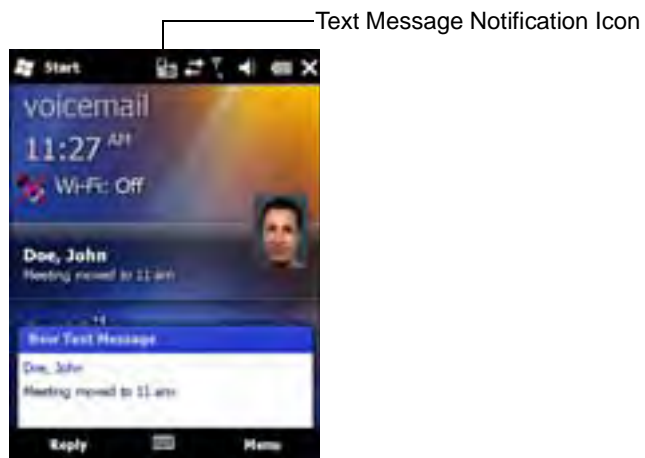 Text Message Notification Icon
Start
voicemail
11:27 AM
Wi-Fi: Off
Doe, John
Meeting moved to 11 am
New Text Message
Doe, John
Meeting moved to 11 am
Reply
Menu